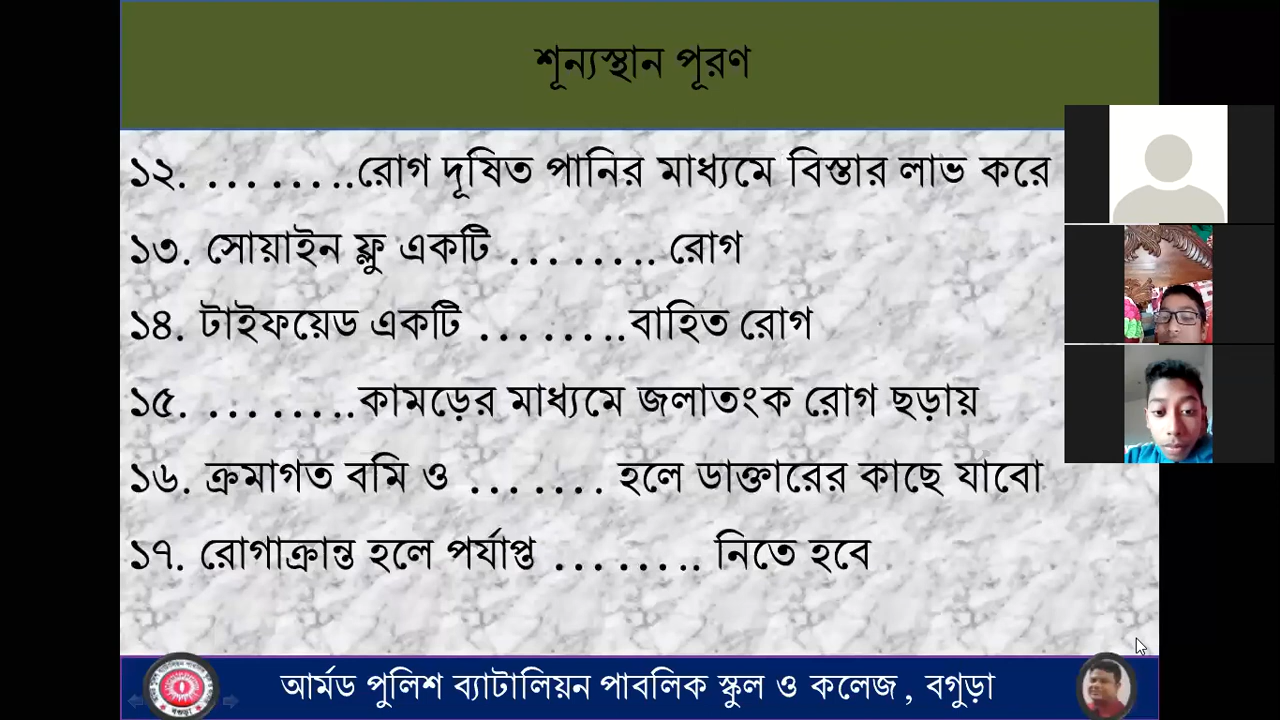 শূন্যস্থান পূরণ
১২. ... .....রোগ দূষিত পানির মাধ্যমে বিস্তার লাভ করে
১৩. সোয়াইন ফ্লু একটি ........ রোগ
১৪. টাইফয়েড একটি ... .....বাহিত রোগ
১৫. ... .....কামড়ের মাধ্যমে জলাতংক রোগ ছড়ায়
১৬. ক্রমাগত বমি ও ... .... হলে ডাক্তারের কাছে যাবো
১৭. রোগাক্রান্ত হলে পর্যাপ্ত ........ নিতে হবে
আর্মড পুলিশ ব্যাটালিয়ন পাবলিক স্কুল ও কলেজ, বগুড়া